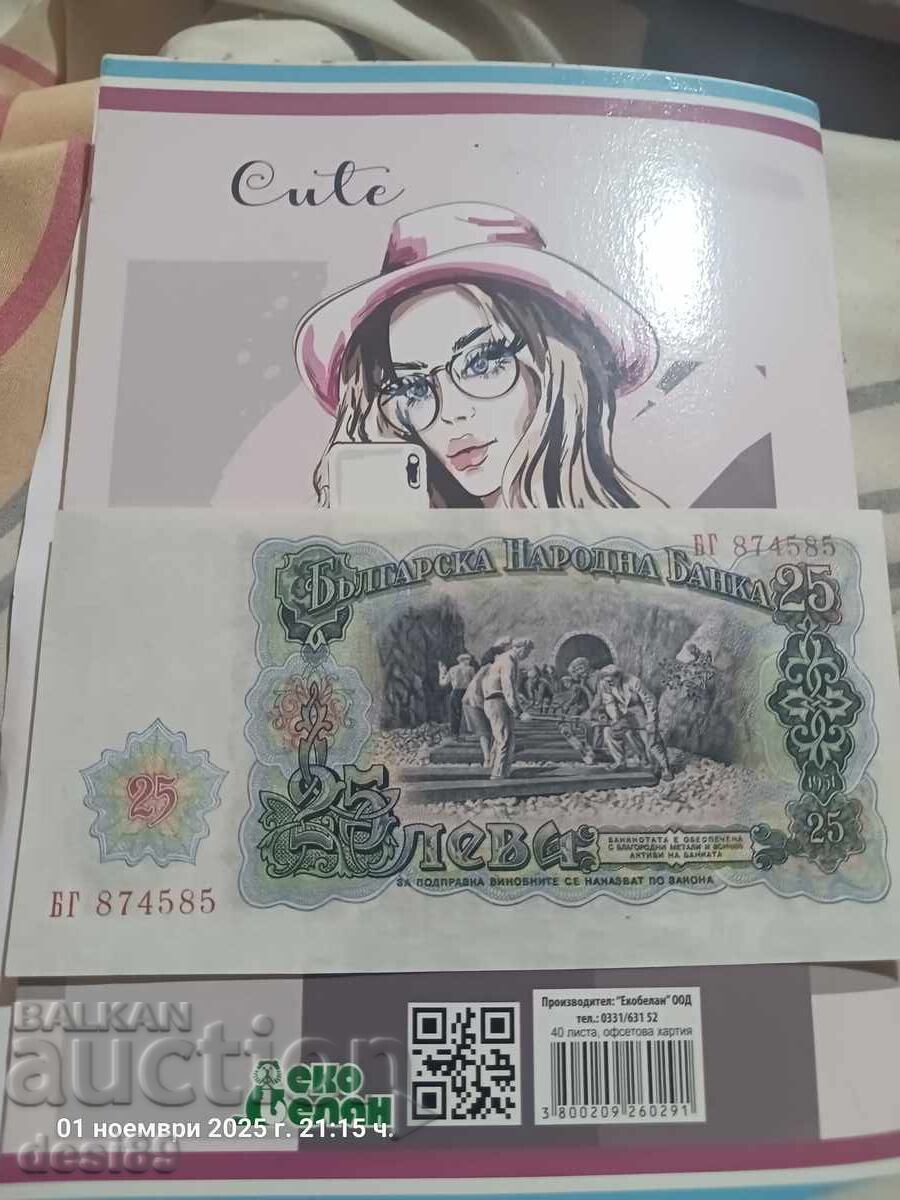 Cute
БГ 874585
БЪЛГАРСКА НАРОДНА БАНКА
25
25
25
1951
ЛЕВА
25
БАНКНОТАТА Е ОБЕЗПЕЧЕНА
С БЛАГОРОДНИ МЕТАЛИ И ВСИЧКИ
АКТИВИ НА БАНКАТА
ЗА ПОДПРАВКА ВИНОВНИТЕ СЕ НАКАЗВАТ ПО ЗАКОНА
БГ 874585
BALKAN
auction
еко
Белан
Производител: "Екобелан" ООД
тел.: 0331/631 52
40 листа, офсетова хартия
3 800209 260291
01 ноември 2025 г. 21:15 ч.
desi89